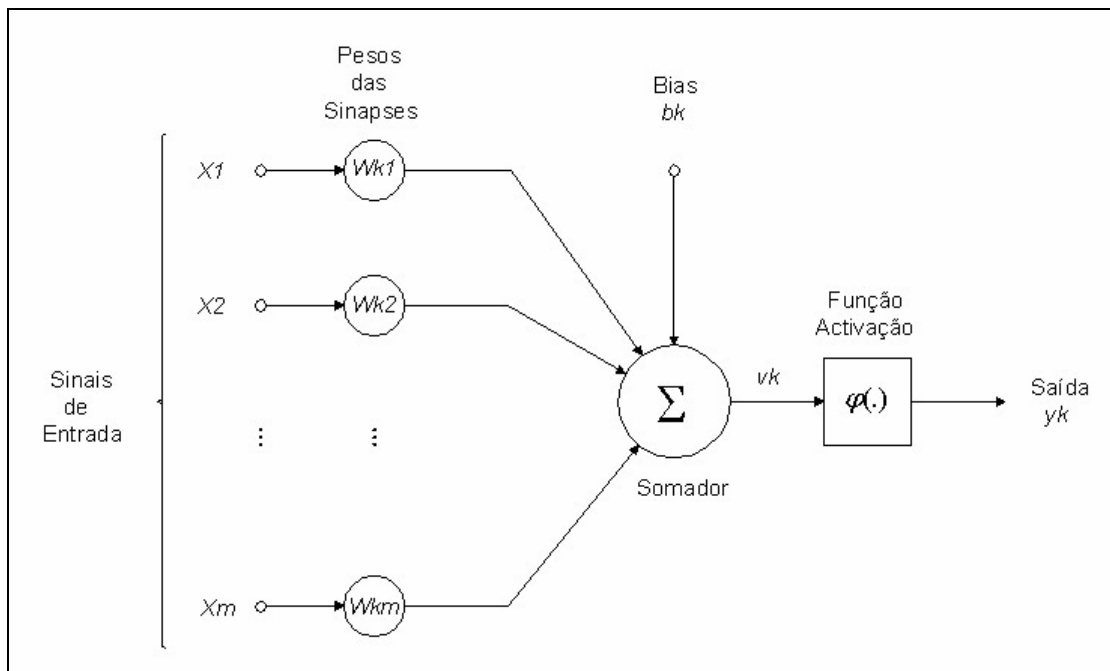 Pesos
das
Sinapses
Bias
bk
X1
Wk1
X2
Wk2
Função
Activação
Sinais
de
Entrada
⋮
⋮
Σ
vk
φ(.)
Saída
yk
Somador
Xm
Wkm